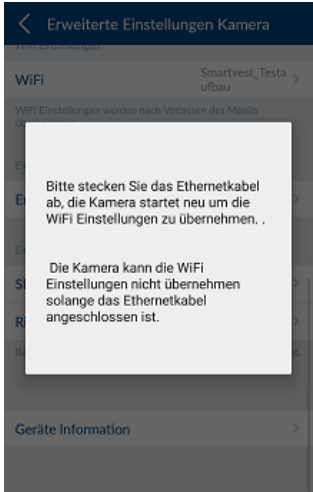 Erweiterte Einstellungen Kamera
WiFi Einstellungen
WiFi
Smartvest_Testa
ufbau
WiFi Einstellungen werden nach Verlassen des Menüs
Bitte stecken Sie das Ethernetkabel
ab, die Kamera startet neu um die
WiFi Einstellungen zu übernehmen. .
Die Kamera kann die WiFi
Einstellungen nicht übernehmen
solange das Ethernetkabel
angeschlossen ist.
Geräte Information